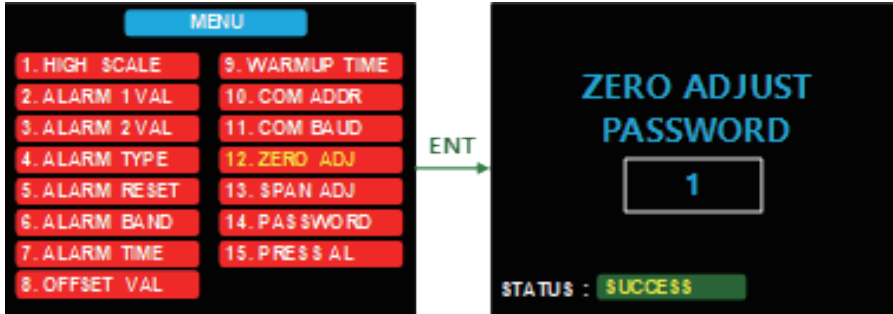 MENU
1. HIGH SCALE
2. ALARM 1 VAL
3. ALARM 2 VAL
4. ALARM TYPE
5. ALARM RESET
6. ALARM BAND
7. ALARM TIME
8. OFFSET VAL
9. WARMUP TIME
10. COM ADDR
11. COM BAUD
12. ZERO ADJ
13. SPAN ADJ
14. PASSWORD
15. PRESS AL
ENT
ZERO ADJUST
PASSWORD
1
STATUS : SUCCESS